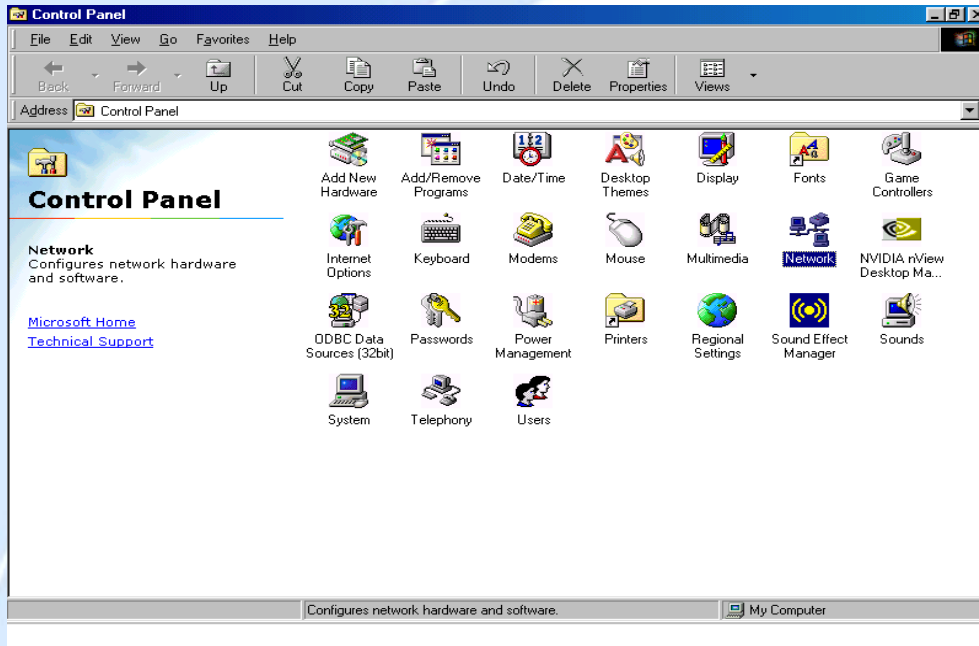 Control Panel
File Edit View Go Favorites Help
Back Forward Up Cut Copy Paste Undo Delete Properties Views
Address Control Panel
Control Panel
Network
Configures network hardware
and software.
Microsoft Home
Technical Support
Add New
Hardware
Add/Remove
Programs
Date/Time
Desktop
Themes
Display
Fonts
Game
Controllers
Internet
Options
Keyboard
Modems
Mouse
Multimedia
Network
NVIDIA nView
Desktop Ma...
ODBC Data
Sources (32bit)
Passwords
Power
Management
Printers
Regional
Settings
Sound Effect
Manager
Sounds
System
Telephony
Users
Configures network hardware and software.
My Computer